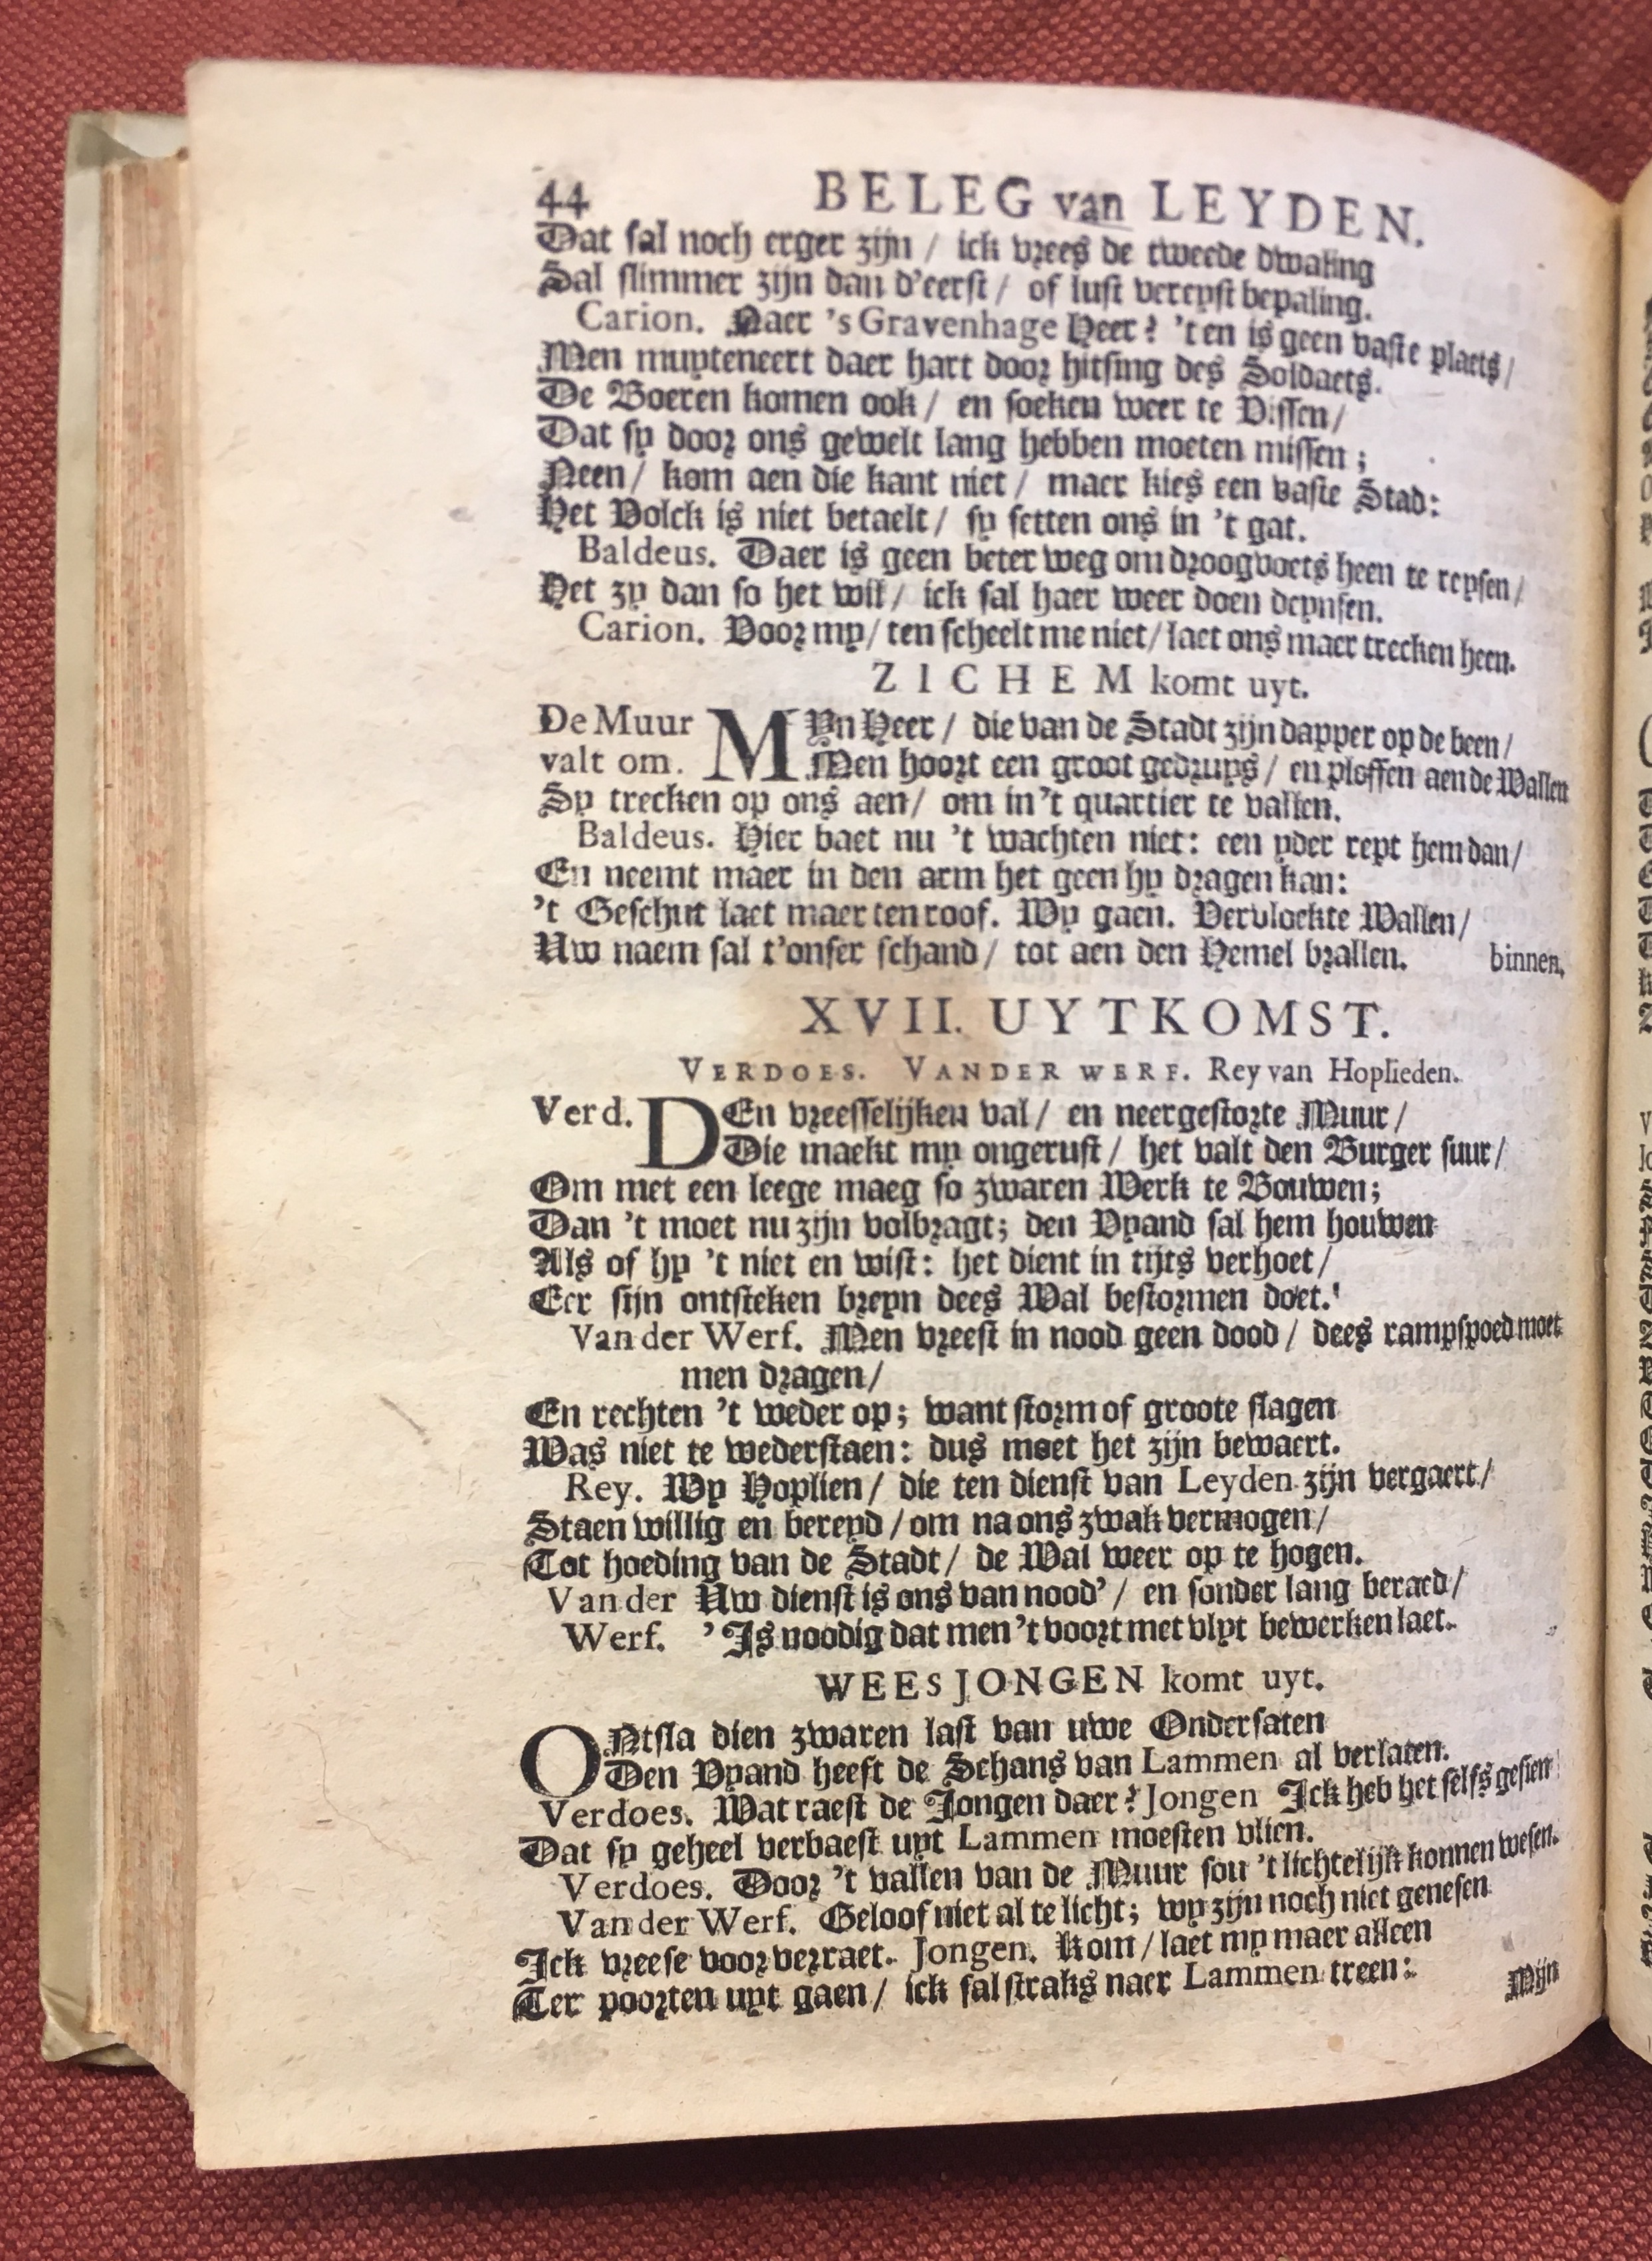 44 BELEG van LEYDEN.
Dat sal noch erger zijn / ick vrees de tweede dwaling
Sal slimmer zijn dan d'eerst / of lust vereyst bepaling.
Carion. Naer 's Gravenhage Heer? 't en is geen vaste plaets /
Men muyteneert daer hart door hitsing des Soldaets.
De Boeren komen ook / en soeken weer te Vissen /
Dat sy door ons gewelt lang hebben moeten missen;
Neen / kom aen die kant niet / maer kies een vaste Stad:
Het Volck is niet betaelt / sy setten ons in 't gat.
Baldeus. Daer is geen beter weg om droogvoets heen te reysen /
Het zy dan so het wil / ick sal haer weer doen deynsen.
Carion. Voor my / ten scheelt me niet / laet ons maer trecken heen.
ZICHEM komt uyt.
De Muur MYn Heer / die van de Stadt zijn dapper op de been /
valt om. Men hoort een groot gedruys / en ploffen aen de Wallen
Sy trecken op ons aen / om in 't quartier te vallen.
Baldeus. Hier baet nu 't wachten niet: een yder rept hem dan /
En neemt maer in den arm het geen hy dragen kan:
't Geschut laet maer ten roof. Wy gaen. Vervloekte Wallen /
Uw naem sal t'onser schand / tot aen den Hemel brallen. binnen.
XVII. UYTKOMST.
VERDOES. VANDER WERF. Rey van Hoplieden.
Verd. DEn vreesselijken val / en neergestorte Muur /
Die maekt my ongerust / het valt den Burger suur /
Om met een leege maeg so zwaren Werk te Bouwen;
Dan 't moet nu zijn volbragt; den Vyand sal hem houwen
Als of hy 't niet en wist: het dient in tijts verhoet /
Eer sijn ontsteken breyn dees Wal bestormen doet.
Van der Werf. Men vreest in nood geen dood / dees rampspoed moet
men dragen /
En rechten 't weder op; want storm of groote slagen
Was niet te wederstaen: dus moet het zijn bewaert.
Rey. Wy Hoplien / die ten dienst van Leyden zijn vergaert /
Staen willig en bereyd / om na ons zwak vermogen /
Tot hoeding van de Stadt / de Wal weer op te hogen.
Van der Uw dienst is ons van nood' / en sonder lang beraed /
Werf. 'Is noodig dat men 't voort met vlyt bewerken laet.
WEESJONGEN komt uyt.
ONtsla dien zwaren last van uwe Ondersaten
Den Vyand heeft de Schans van Lammen al verlaten.
Verdoes. Wat raest de Jongen daer? Jongen Ick heb het selfs gesien
Dat sy geheel verbaest uyt Lammen moesten vlien.
Verdoes. Door 't vallen van de Muur sou 't lichtelijk konnen wesen.
Van der Werf. Geloof niet al te licht; wy zijn noch niet genesen
Ick vreese voor verraet. Jongen. Kom / laet my maer alleen
Ter poorten uyt gaen / ick sal straks naer Lammen treen:
Mijn